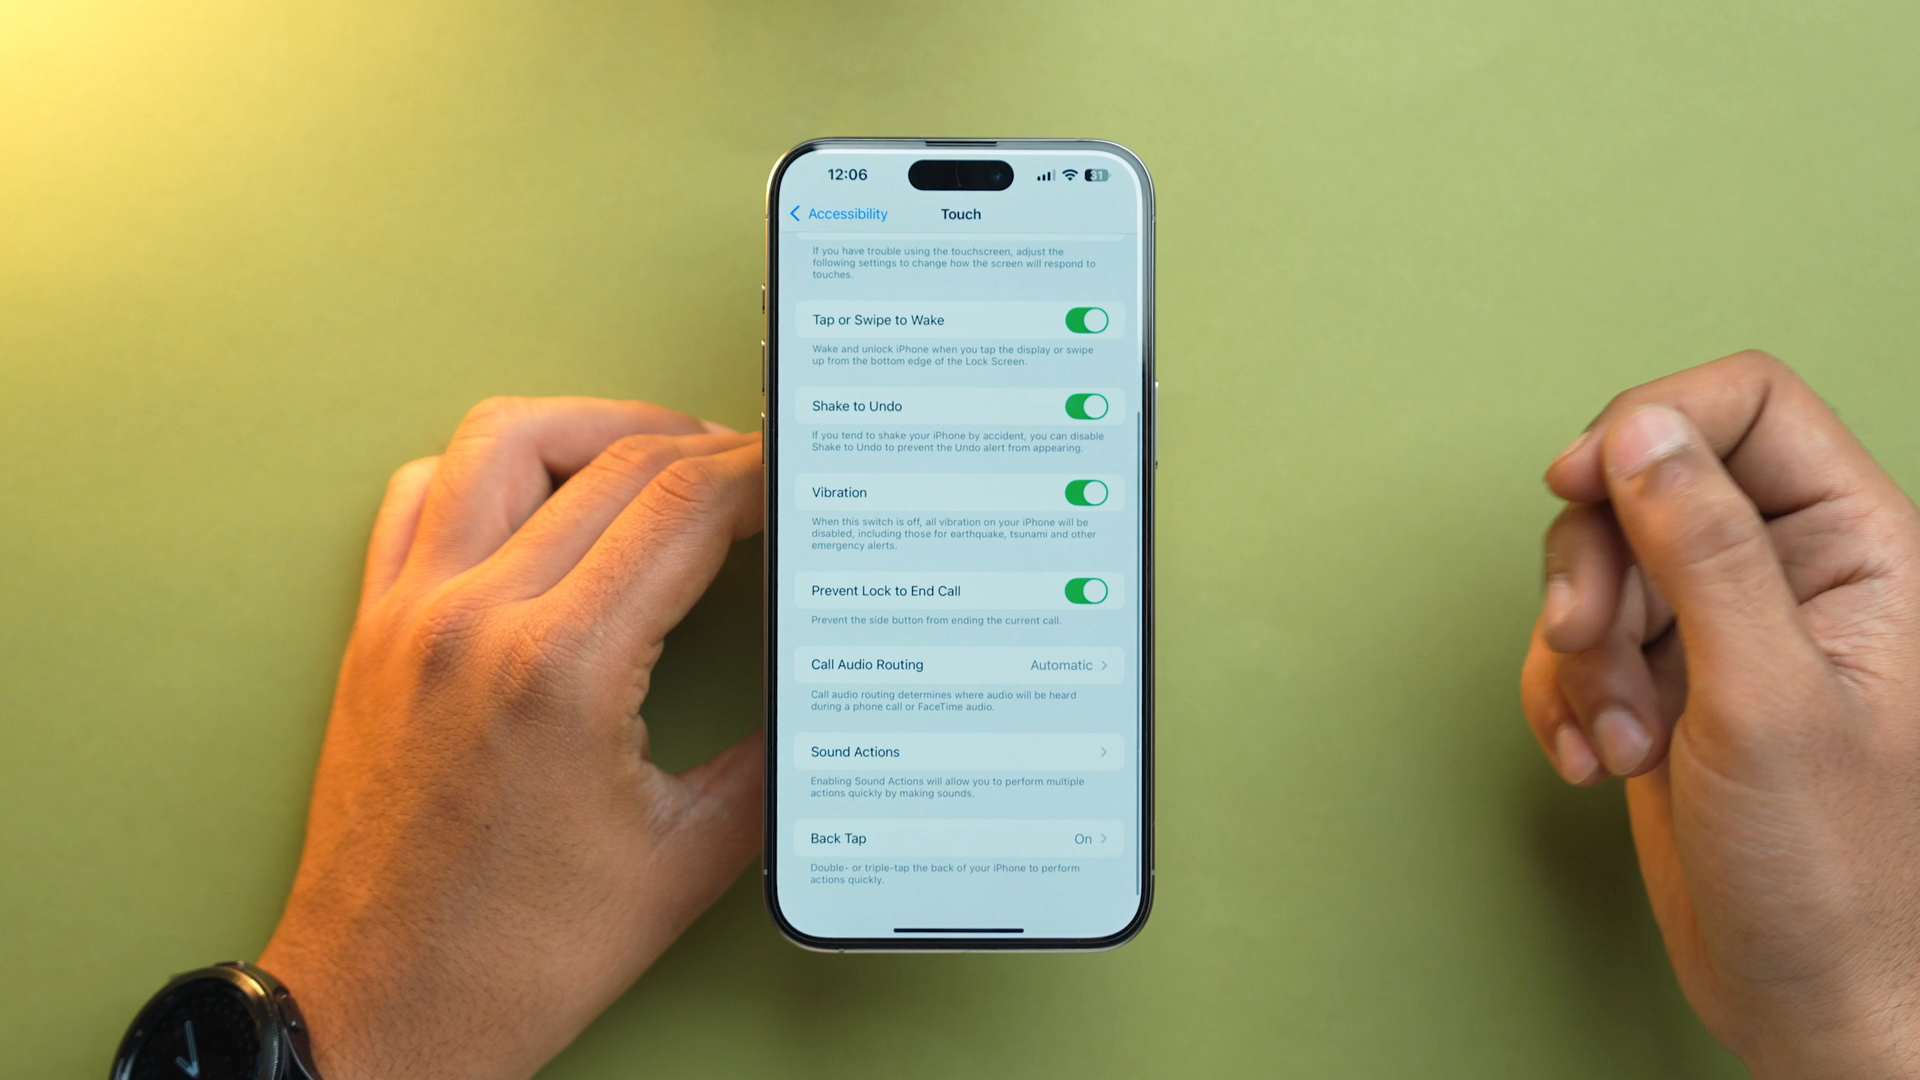 12:06
31
Accessibility
Touch
If you have trouble using the touchscreen, adjust the
following settings to change how the screen will respond to
touches.
Tap or Swipe to Wake
Wake and unlock iPhone when you tap the display or swipe
up from the bottom edge of the Lock Screen.
Shake to Undo
If you tend to shake your iPhone by accident, you can disable
Shake to Undo to prevent the Undo alert from appearing.
Vibration
When this switch is off, all vibration on your iPhone will be
disabled, including those for earthquake, tsunami and other
emergency alerts.
Prevent Lock to End Call
Prevent the side button from ending the current call.
Call Audio Routing
Automatic
Call audio routing determines where audio will be heard
during a phone call or FaceTime audio.
Sound Actions
Enabling Sound Actions will allow you to perform multiple
actions quickly by making sounds.
Back Tap
On
Double- or triple-tap the back of your iPhone to perform
actions quickly.